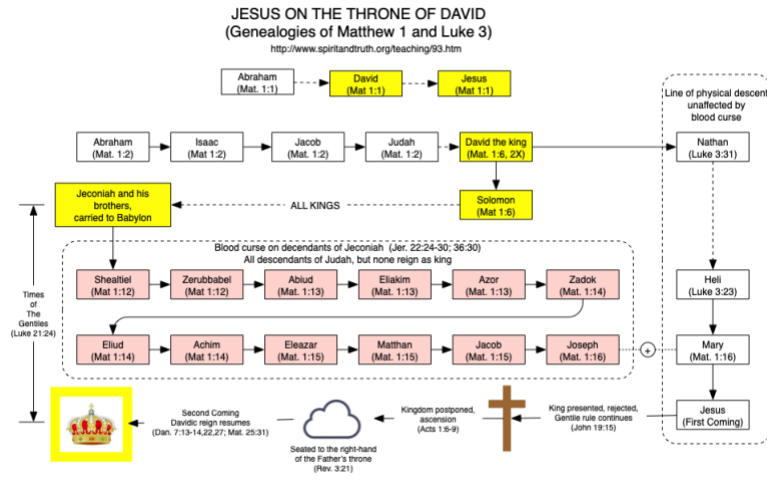 JESUS ON THE THRONE OF DAVID
(Genealogies of Matthew 1 and Luke 3)
http://www.spiritandtruth.org/teaching/93.htm
Abraham
(Mat. 1:1)
David
(Mat 1:1)
Jesus
(Mat 1:1)
Line of physical descent
unaffected by
blood curse
Abraham
(Mat. 1:2)
Isaac
(Mat 1:2)
Jacob
(Mat. 1:2)
Judah
(Mat. 1:2)
David the king
(Mat. 1:6, 2X)
Nathan
(Luke 3:31)
Jeconiah and his
brothers,
carried to Babylon
ALL KINGS
Solomon
(Mat 1:6)
Blood curse on decendants of Jeconiah (Jer. 22:24-30; 36:30)
All descendants of Judah, but none reign as king
Shealtiel
(Mat 1:12)
Zerubbabel
(Mat 1:12)
Abiud
(Mat. 1:13)
Eliakim
(Mat. 1:13)
Azor
(Mat. 1:13)
Zadok
(Mat. 1:14)
Heli
(Luke 3:23)
Times
of
The
Gentiles
(Luke 21:24)
Eliud
(Mat 1:14)
Achim
(Mat 1:14)
Eleazar
(Mat. 1:15)
Matthan
(Mat. 1:15)
Jacob
(Mat. 1:15)
Joseph
(Mat. 1:16)
+
Mary
(Mat. 1:16)
Second Coming
Davidic reign resumes
(Dan. 7:13-14,22,27; Mat. 25:31)
Seated to the right-hand
of the Father's throne
(Rev. 3:21)
Kingdom postponed,
ascension
(Acts 1:6-9)
King presented, rejected,
Gentile rule continues
(John 19:15)
Jesus
(First Coming)